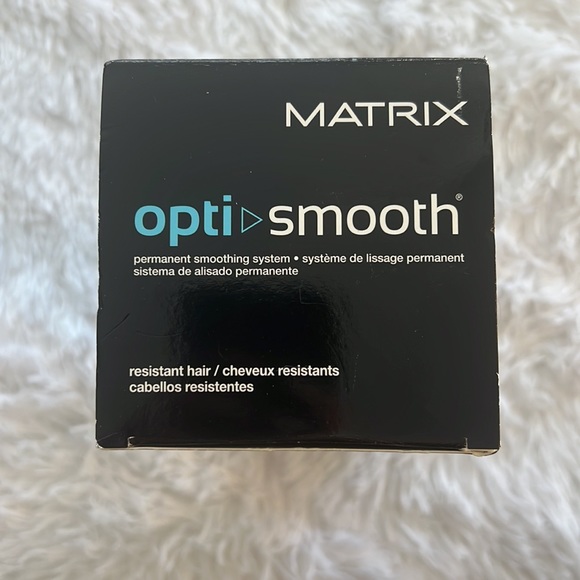 MATRIX
opti▷smooth®
permanent smoothing system • système de lissage permanent
sistema de alisado permanente
resistant hair / cheveux resistants
cabellos resistentes